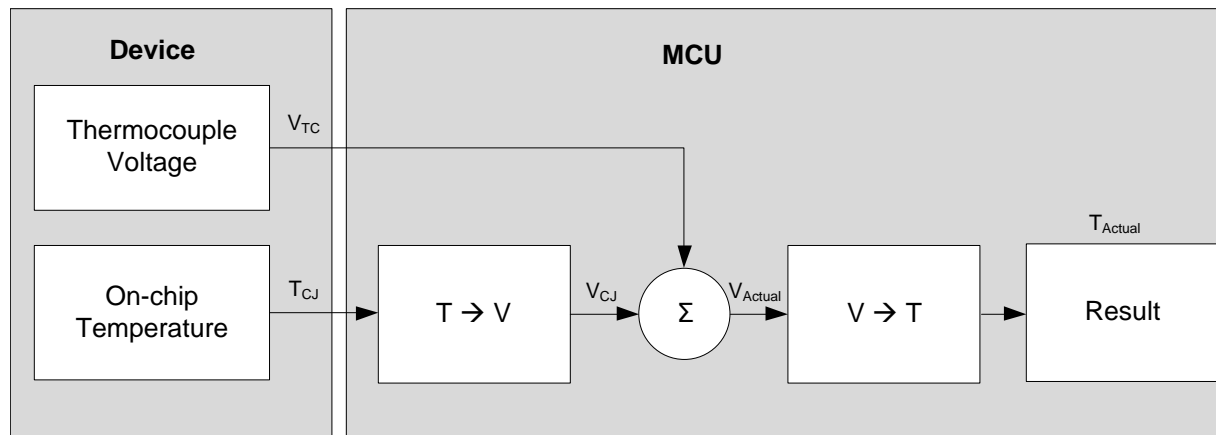 Device
MCU
Thermocouple
Voltage
V_TC
On-chip
Temperature
T_CJ
T → V
V_CJ
Σ
V_Actual
V → T
T_Actual
Result